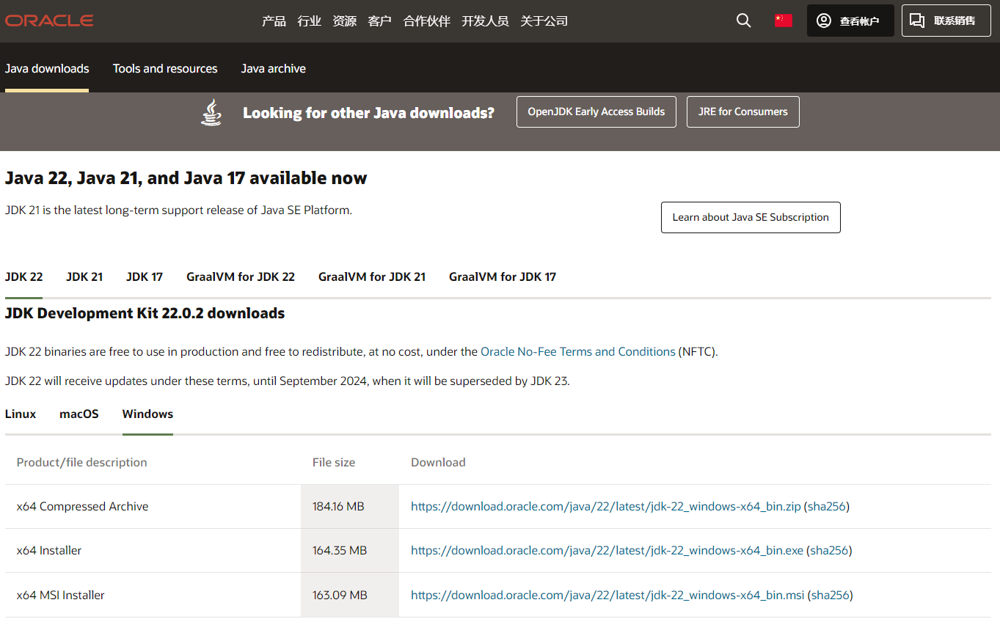 ORACLE 产品 行业 资源 客户 合作伙伴 开发人员 关于公司 查看帐户 联系销售
Java downloads Tools and resources Java archive
Looking for other Java downloads? OpenJDK Early Access Builds JRE for Consumers
Java 22, Java 21, and Java 17 available now
JDK 21 is the latest long-term support release of Java SE Platform.
Learn about Java SE Subscription
JDK 22 JDK 21 JDK 17 GraalVM for JDK 22 GraalVM for JDK 21 GraalVM for JDK 17
JDK Development Kit 22.0.2 downloads
JDK 22 binaries are free to use in production and free to redistribute, at no cost, under the Oracle No-Fee Terms and Conditions (NFTC).
JDK 22 will receive updates under these terms, until September 2024, when it will be superseded by JDK 23.
Linux macOS Windows
Product/file description File size Download
x64 Compressed Archive 184.16 MB https://download.oracle.com/java/22/latest/jdk-22_windows-x64_bin.zip (sha256)
x64 Installer 164.35 MB https://download.oracle.com/java/22/latest/jdk-22_windows-x64_bin.exe (sha256)
x64 MSI Installer 163.09 MB https://download.oracle.com/java/22/latest/jdk-22_windows-x64_bin.msi (sha256)